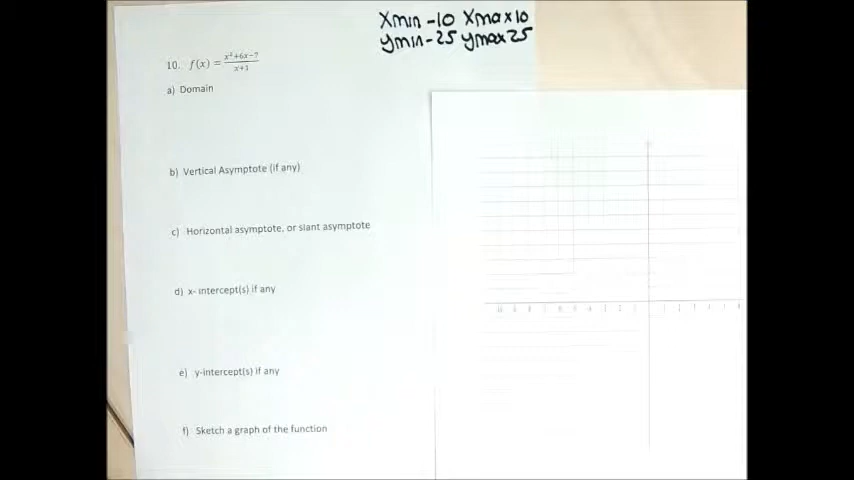 Xmin -10 Xmax 10
ymin -25 ymax 25
10. f(x) = x²+6x-7
a) Domain
b) Vertical Asymptote (if any)
c) Horizontal asymptote, or slant asymptote
d) x- intercept(s) if any
e) y-intercept(s) if any
f) Sketch a graph of the function